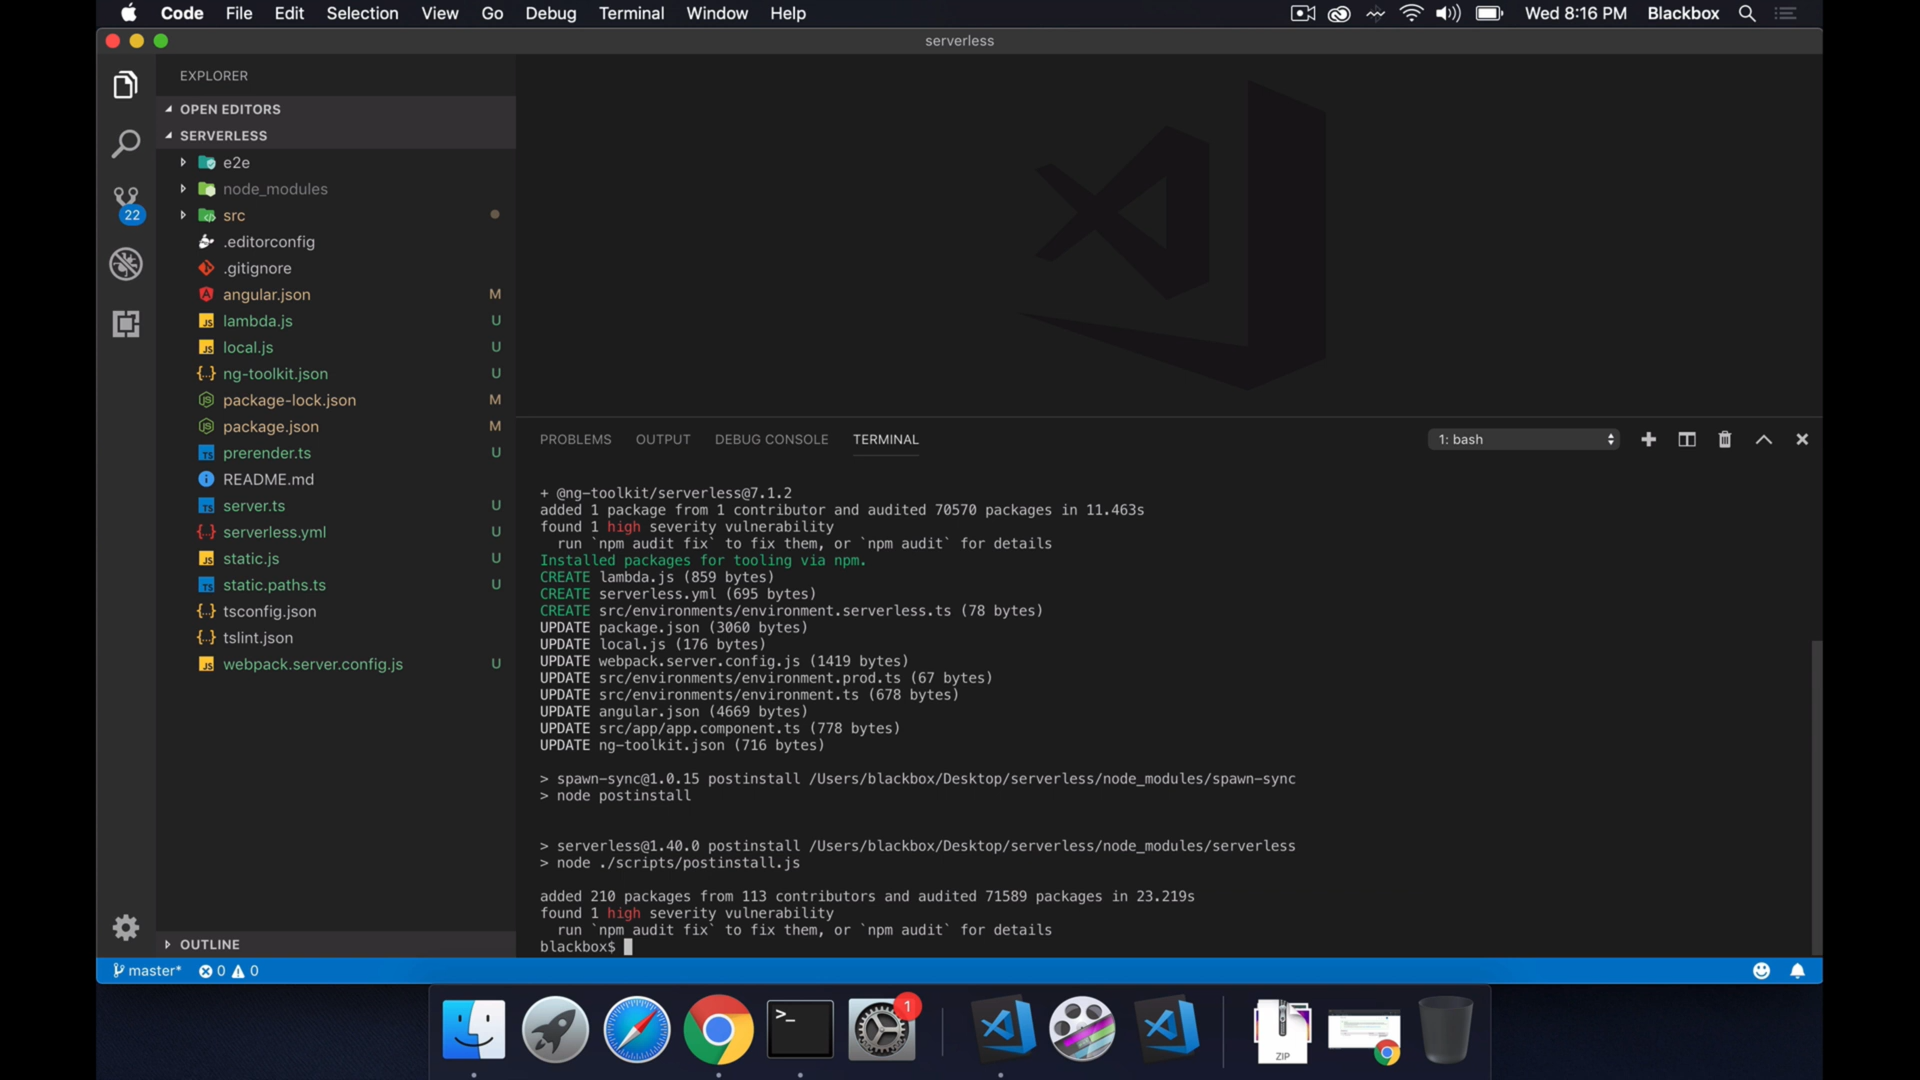 Code File Edit Selection View Go Debug Terminal Window Help Wed 8:16 PM Blackbox
serverless
EXPLORER
OPEN EDITORS
SERVERLESS
e2e
node_modules
src
.editorconfig
.gitignore
angular.json M
lambda.js U
local.js U
ng-toolkit.json U
package-lock.json M
package.json M
prerender.ts U
README.md
server.ts U
serverless.yml U
static.js U
static.paths.ts U
tsconfig.json
tslint.json
webpack.server.config.js U
OUTLINE
22
PROBLEMS OUTPUT DEBUG CONSOLE TERMINAL 1: bash
+ @ng-toolkit/serverless@7.1.2
added 1 package from 1 contributor and audited 70570 packages in 11.463s
found 1 high severity vulnerability
run `npm audit fix` to fix them, or `npm audit` for details
Installed packages for tooling via npm.
CREATE lambda.js (859 bytes)
CREATE serverless.yml (695 bytes)
CREATE src/environments/environment.serverless.ts (78 bytes)
UPDATE package.json (3060 bytes)
UPDATE local.js (176 bytes)
UPDATE webpack.server.config.js (1419 bytes)
UPDATE src/environments/environment.prod.ts (67 bytes)
UPDATE src/environments/environment.ts (678 bytes)
UPDATE angular.json (4669 bytes)
UPDATE src/app/app.component.ts (778 bytes)
UPDATE ng-toolkit.json (716 bytes)
> spawn-sync@1.0.15 postinstall /Users/blackbox/Desktop/serverless/node_modules/spawn-sync
> node postinstall
> serverless@1.40.0 postinstall /Users/blackbox/Desktop/serverless/node_modules/serverless
> node ./scripts/postinstall.js
added 210 packages from 113 contributors and audited 71589 packages in 23.219s
found 1 high severity vulnerability
run `npm audit fix` to fix them, or `npm audit` for details
blackbox$
master* 0 0
>_ 1 ZIP